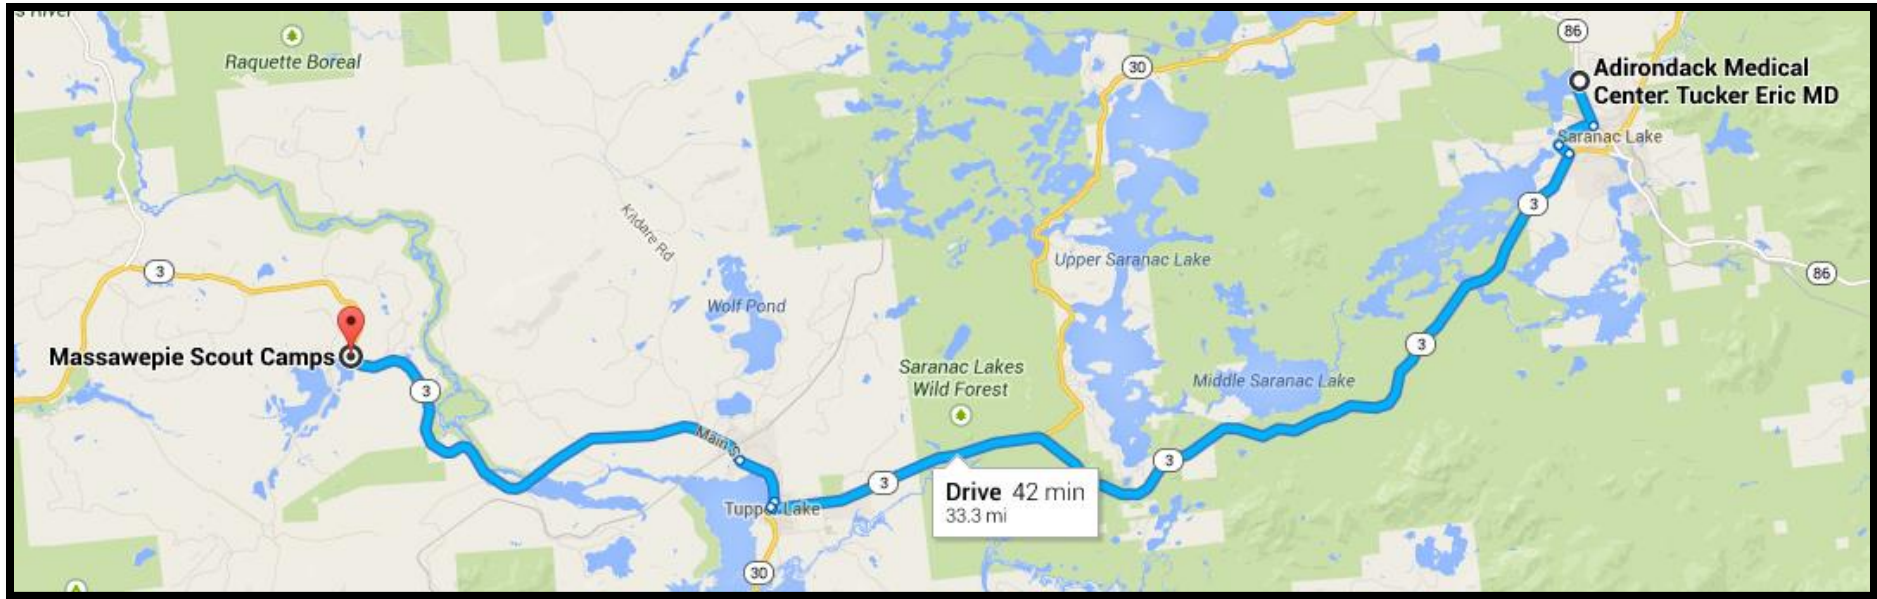 86
Adirondack Medical
Center: Tucker Eric MD
Raquette Boreal
30
Saranac Lake
3
Kildare Rd
Upper Saranac Lake
3
86
Wolf Pond
Massawepie Scout Camps
3
3
Saranac Lakes
Wild Forest
Middle Saranac Lake
Main
3
3
Drive 42 min
33.3 mi
Tupper Lake
30